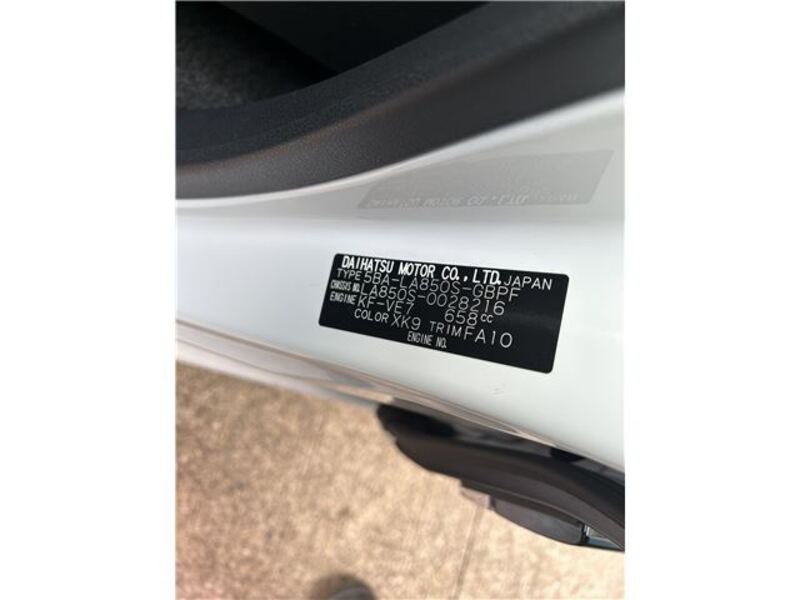 DAIHATSU MOTOR CO., LTD. JAPAN
TYPE 5BA-LA850S-GBPF
CHASSIS NO. LA850S-0028216
ENGINE KF-VE7 658cc
COLOR XK9 TRIM FA10
ENGINE NO.